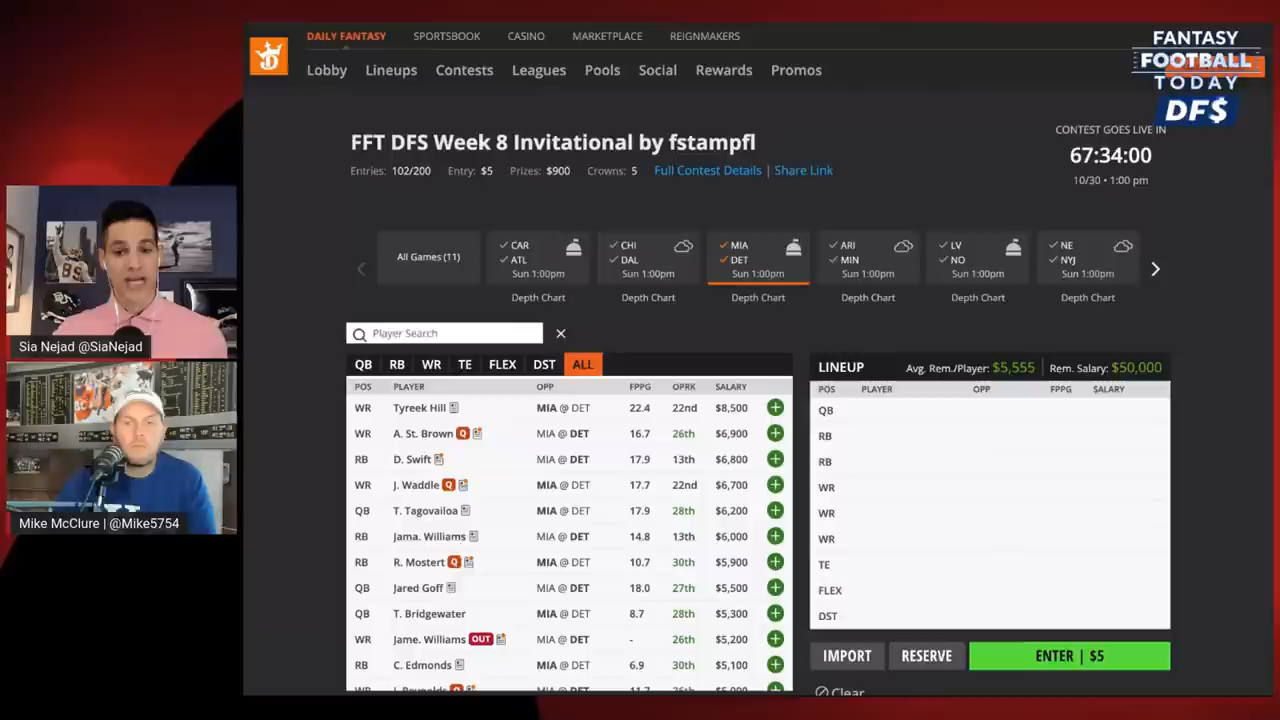 DAILY FANTASY SPORTSBOOK CASINO MARKETPLACE REIGNMAKERS
Lobby Lineups Contests Leagues Pools Social Rewards Promos
FANTASY
FOOTBALL
TODAY
DF$
FFT DFS Week 8 Invitational by fstampfl
Entries: 102/200 Entry: $5 Prizes: $900 Crowns: 5 Full Contest Details | Share Link
CONTEST GOES LIVE IN
67:34:00
10/30 • 1:00 pm
All Games (11)
CAR
ATL
Sun 1:00pm
Depth Chart
CHI
DAL
Sun 1:00pm
Depth Chart
MIA
DET
Sun 1:00pm
Depth Chart
ARI
MIN
Sun 1:00pm
Depth Chart
LV
NO
Sun 1:00pm
Depth Chart
NE
NYJ
Sun 1:00pm
Depth Chart
Player Search
QB RB WR TE FLEX DST ALL
POS PLAYER OPP FPPG OPRK SALARY
WR Tyreek Hill MIA @ DET 22.4 22nd $8,500
WR A. St. Brown Q MIA @ DET 16.7 26th $6,900
RB D. Swift MIA @ DET 17.9 13th $6,800
WR J. Waddle Q MIA @ DET 17.7 22nd $6,700
QB T. Tagovailoa MIA @ DET 17.9 28th $6,200
RB Jama. Williams MIA @ DET 14.8 13th $6,000
RB R. Mostert Q MIA @ DET 10.7 30th $5,900
QB Jared Goff MIA @ DET 18.0 27th $5,500
QB T. Bridgewater MIA @ DET 8.7 28th $5,300
WR Jame. Williams OUT MIA @ DET - 26th $5,200
RB C. Edmonds MIA @ DET 6.9 30th $5,100
WR J. Reynolds Q MIA @ DET 11.7 26th $5,000
LINEUP Avg. Rem./Player: $5,555 Rem. Salary: $50,000
POS PLAYER OPP FPPG SALARY
QB
RB
RB
WR
WR
WR
TE
FLEX
DST
IMPORT RESERVE ENTER | $5
Clear
Sia Nejad @SiaNejad
89
Mike McClure | @Mike5754